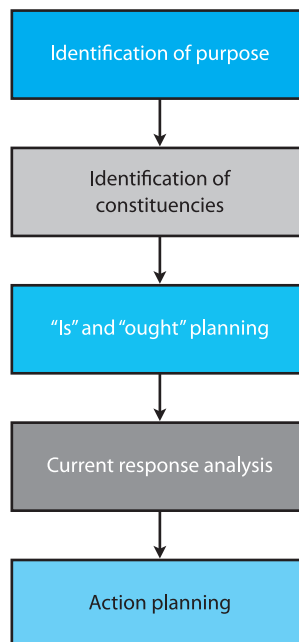 Identification of purpose
Identification of
constituencies
“Is” and “ought” planning
Current response analysis
Action planning